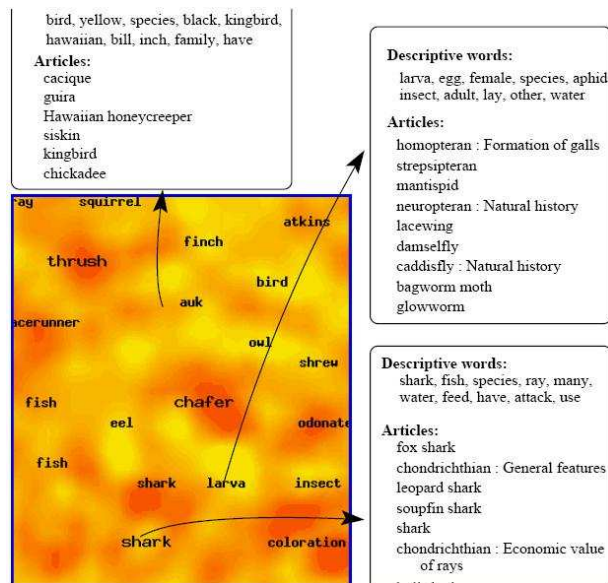 bird, yellow, species, black, kingbird,
hawaiian, bill, inch, family, have
Articles:
cacique
guira
Hawaiian honeycreeper
siskin
kingbird
chickadee
Descriptive words:
larva, egg, female, species, aphid
insect, adult, lay, other, water
Articles:
homopteran : Formation of galls
strepsipteran
mantispid
neuropteran : Natural history
lacewing
damselfly
caddisfly : Natural history
bagworm moth
glowworm
ray squirrel
atkins
finch
thrush
bird
auk
acerunner
owl
shrew
fish
chafer
eel
odonate
fish
shark larva insect
shark
coloration
Descriptive words:
shark, fish, species, ray, many,
water, feed, have, attack, use
Articles:
fox shark
chondrichthian : General features
leopard shark
soupfin shark
shark
chondrichthian : Economic value
of rays